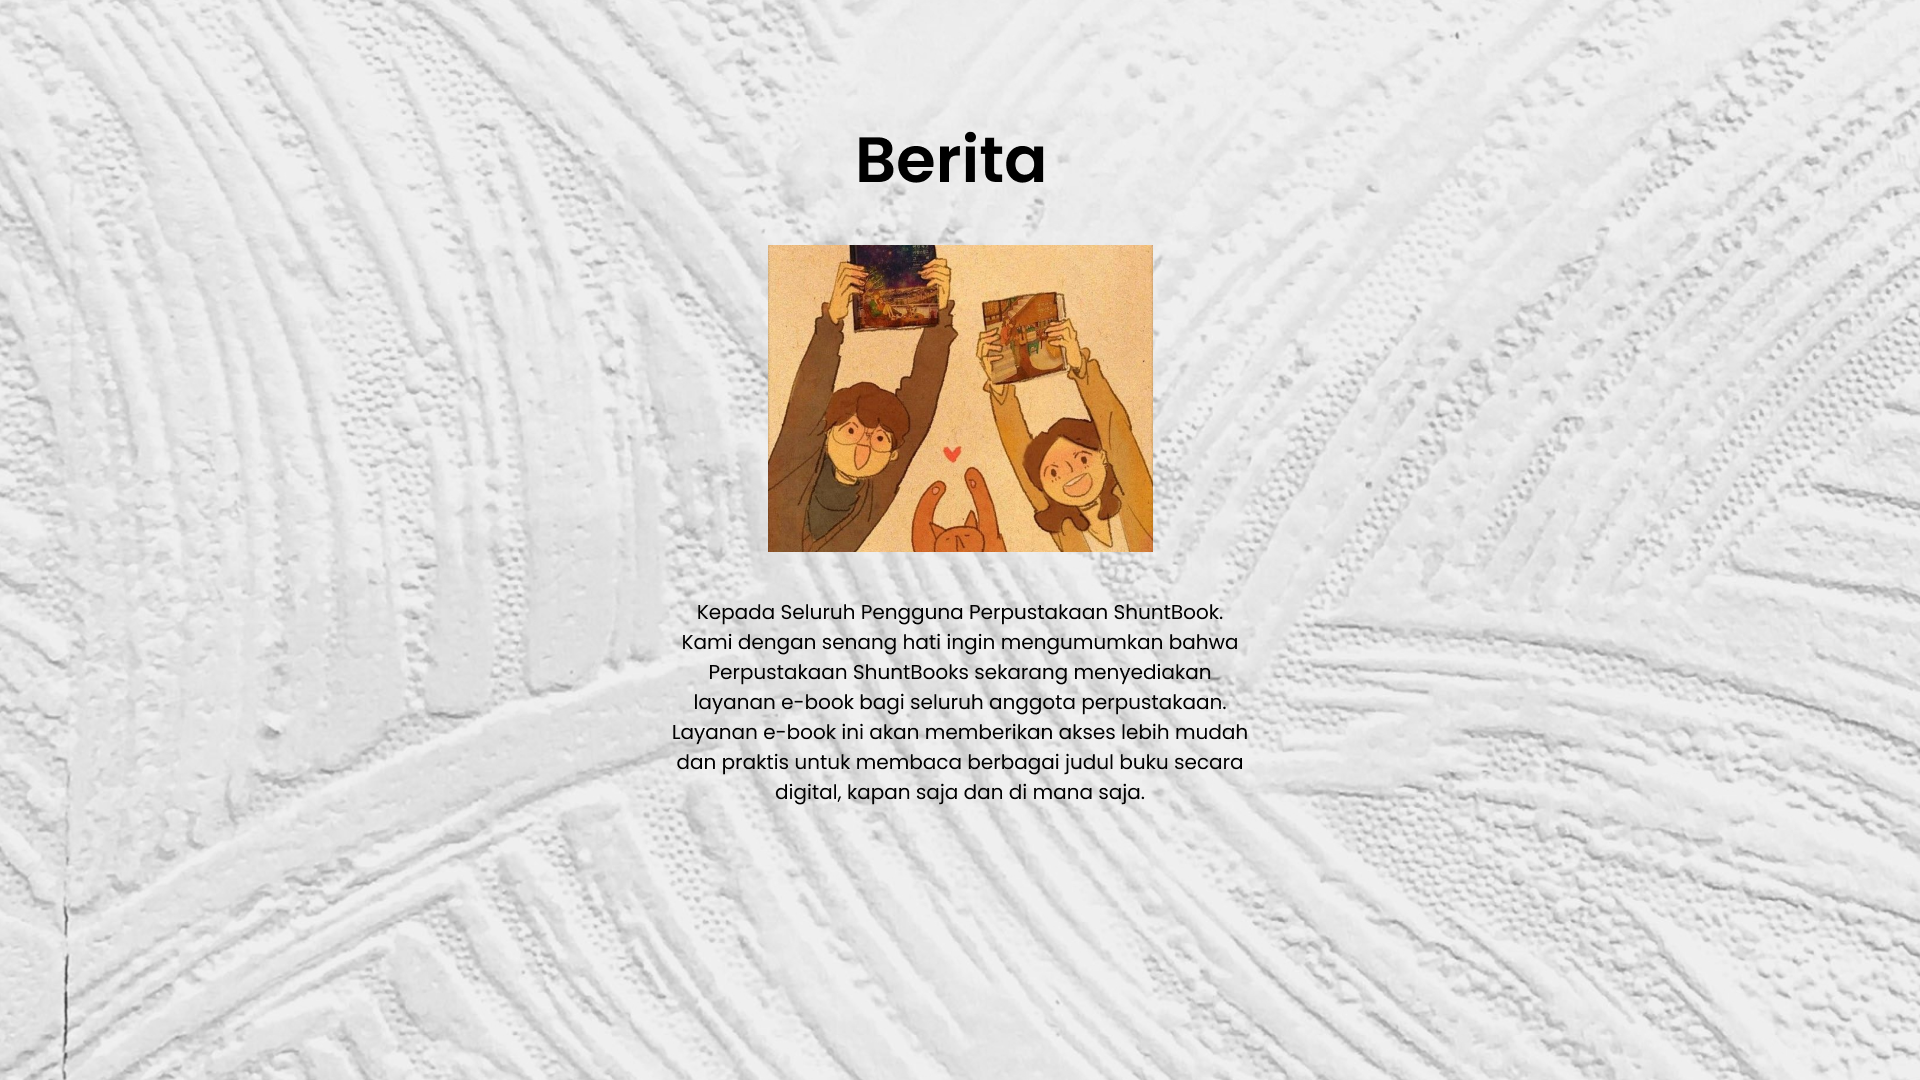 Berita
Kepada Seluruh Pengguna Perpustakaan ShuntBook.
Kami dengan senang hati ingin mengumumkan bahwa
Perpustakaan ShuntBooks sekarang menyediakan
layanan e-book bagi seluruh anggota perpustakaan.
Layanan e-book ini akan memberikan akses lebih mudah
dan praktis untuk membaca berbagai judul buku secara
digital, kapan saja dan di mana saja.